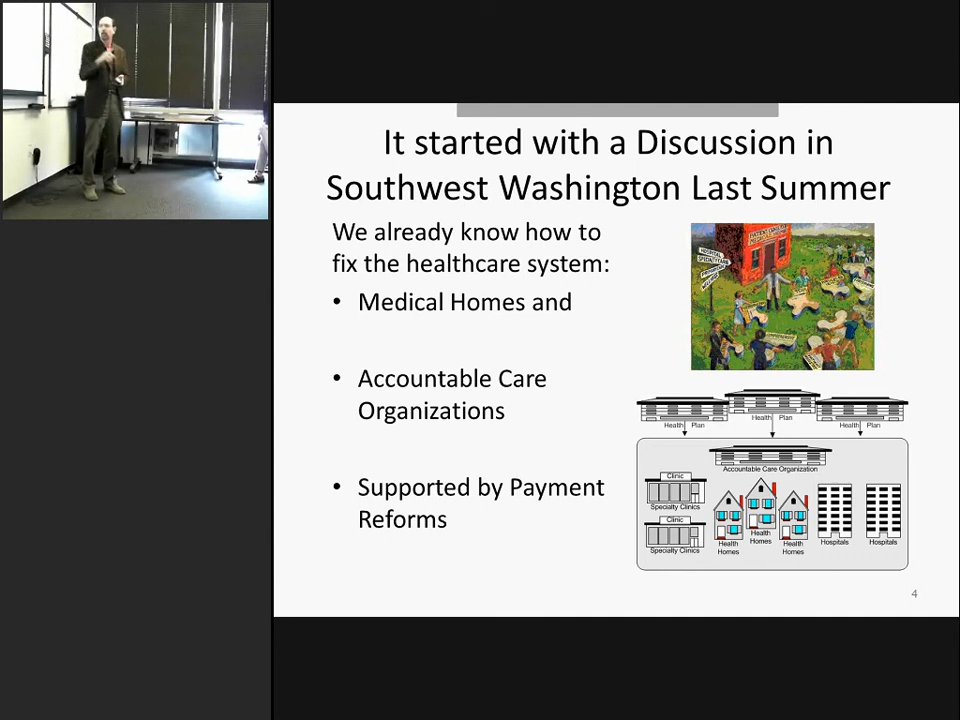 It started with a Discussion in
Southwest Washington Last Summer
We already know how to
fix the healthcare system:
• Medical Homes and
• Accountable Care
Organizations
• Supported by Payment
Reforms
Health Plan
Health Plan
Health Plan
Accountable Care Organization
Clinic
Specialty Clinics
Clinic
Specialty Clinics
Health
Homes
Health
Homes
Health
Homes
Hospitals
Hospitals
4